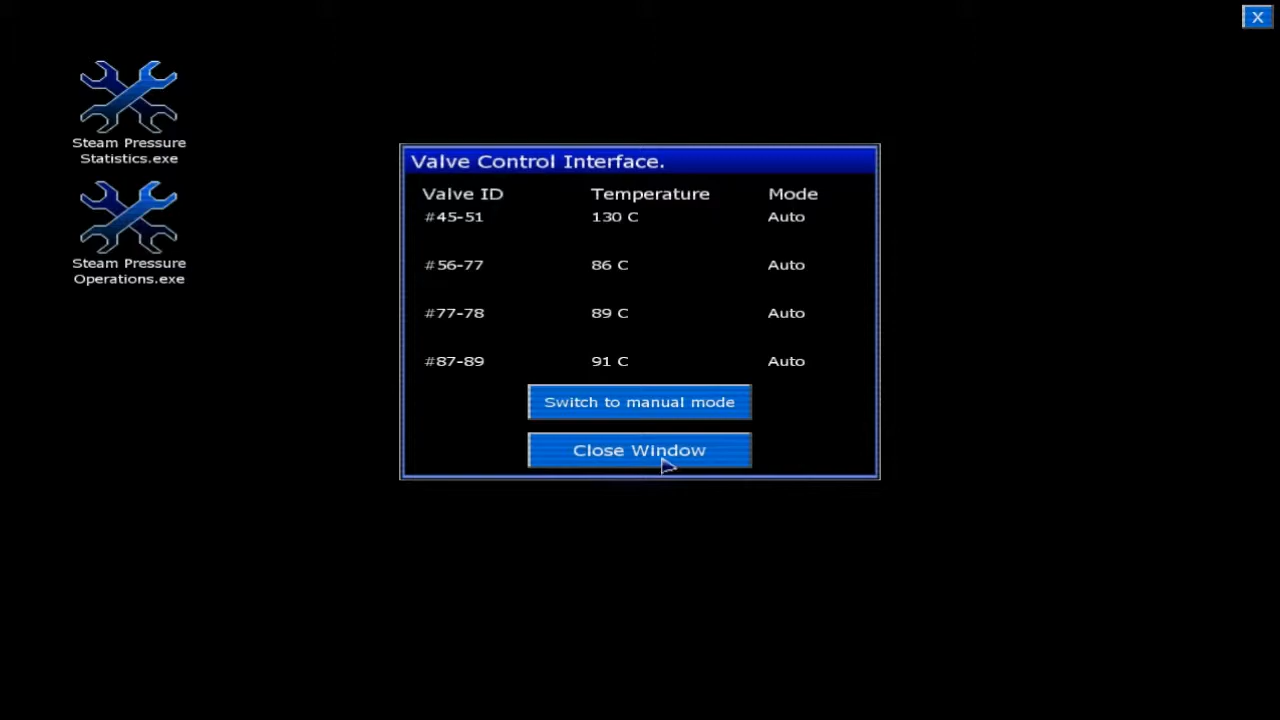 X
Steam Pressure
Statistics.exe
Steam Pressure
Operations.exe
Valve Control Interface.
Valve ID Temperature Mode
#45-51 130 C Auto
#56-77 86 C Auto
#77-78 89 C Auto
#87-89 91 C Auto
Switch to manual mode
Close Window